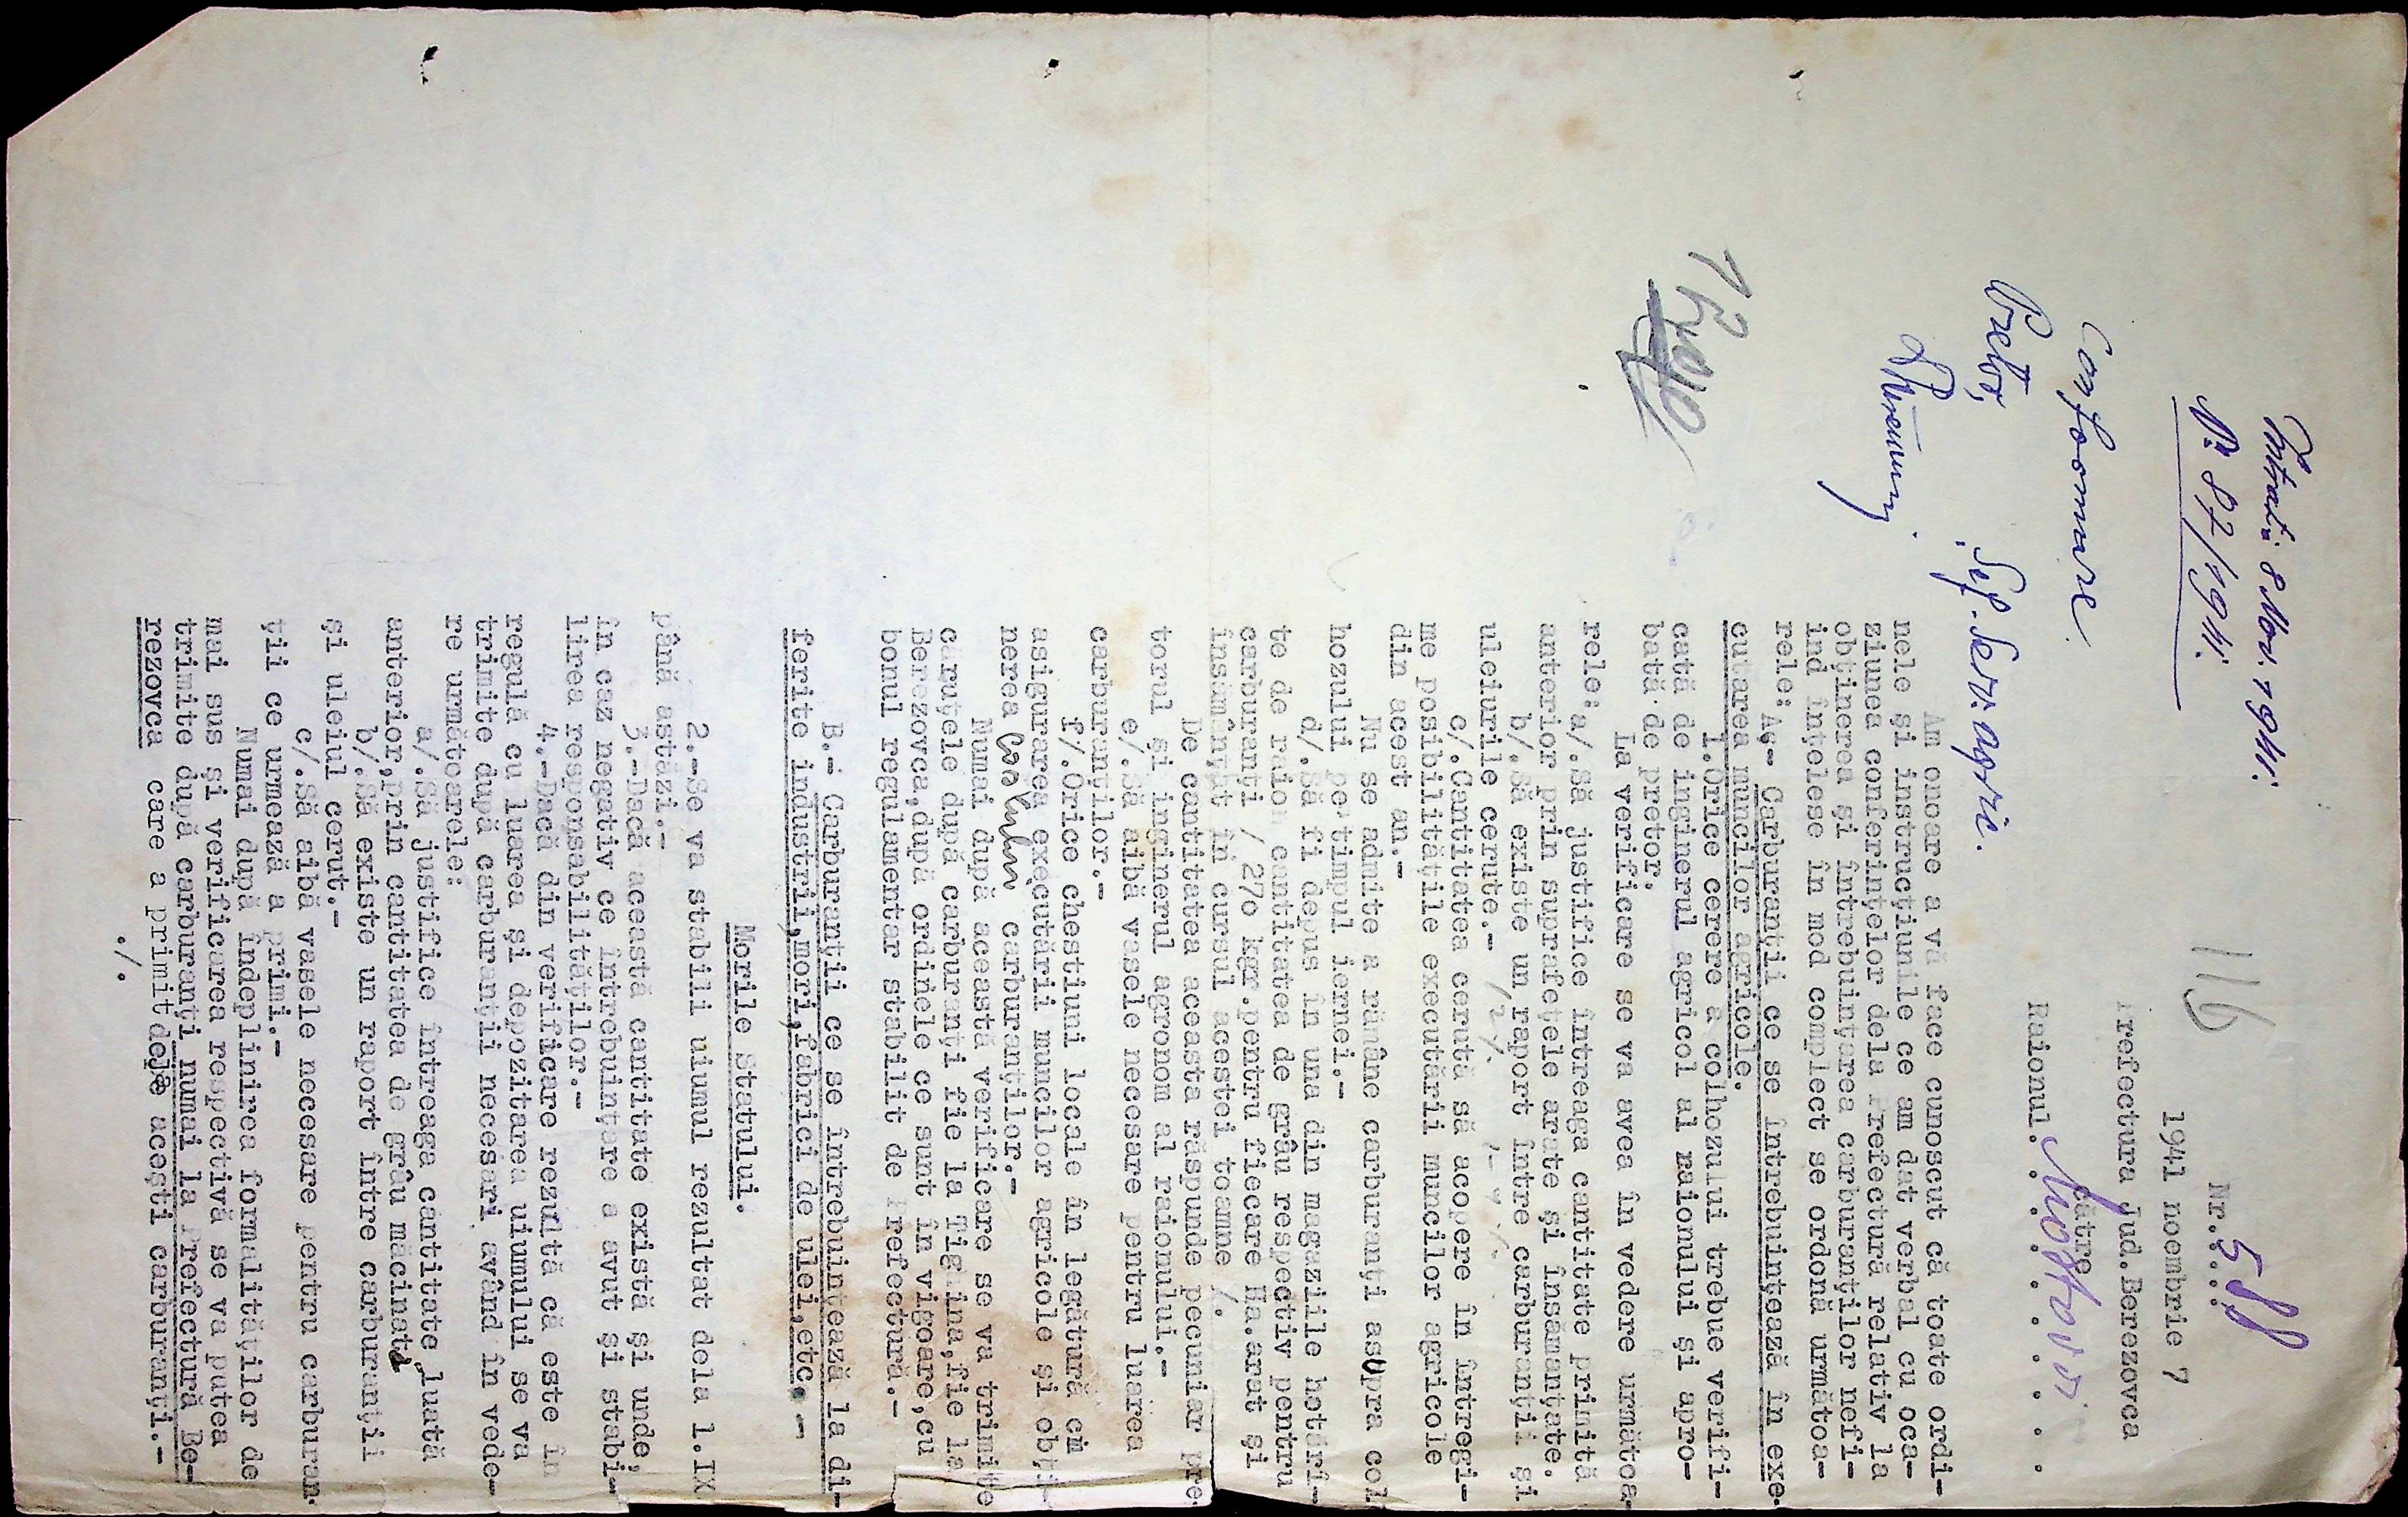 116
Nr. 588
1941 noembrie 7
Prefectura Jud.Berezovca
către
Raionul.
8 Nov. 1941.
Nº 87/1941.
Conformare
Pretor,
Șef. Serv. agric.
Am onoare a vă face cunoscut că toate ordi-
nele şi instrucţiunile ce am dat verbal cu oca-
ziunea conferinţelor dela Prefectură relativ la
obţinerea şi întrebuinţarea carburanţilor nefi-
ind înţelese în mod complect se ordonă următoa-
rele: A.- Carburanţii ce se întrebuinţează în exe-
cutarea muncilor agricole.
1.Orice cerere a colhozului trebue verifi-
cată de inginerul agricol al raionului şi apro-
bată de pretor.
La verificare se va avea în vedere următoa-
rele: a/.Să justifice întreaga cantitate primită
anterior prin suprafeţele arate şi însămanţate.
b/.Să existe un raport între carburanţii şi
uleiurile cerute.-
c/.Cantitatea cerută să acopere în întregi-
me posibilităţile executării muncilor agricole
din acest an.-
Nu se admite a rămâne carburanţi asupra col
hozului pe timpul iernei.-
d/.Să fi depus în una din magaziile hotărî-
te de raion cantitatea de grâu respectiv pentru
carburanţi / 270 kgr.pentru fiecare Ha.arat şi
însămânţat în cursul acestei toamne /.
De cantitatea aceasta răspunde pecuniar pre
torul şi inginerul agronom al raionului.-
e/.Să aibă vasele necesare pentru luarea
carburanţilor.-
f/.Orice chestiuni locale în legătură cu
asigurarea executării muncilor agricole şi obţi-
nerea carburanţilor.-
Numai după această verificare se va trimite
căruţele după carburanţi fie la Tighina,fie la
Berezovca,după ordinele ce sunt în vigoare,cu
bonul regulamentar stabilit de Prefectură.-
B.- Carburanţii ce se întrebuintează la di-
ferite industrii,mori,fabrici de ulei,etc.-
Morile Statului.
2.-Se va stabili uiumul rezultat dela 1.IX
până astăzi.-
3.-Dacă această cantitate există şi unde,
în caz negativ ce întrebuinţare a avut şi stabi-
lirea responsabilităţilor.-
4.-Dacă din verificare rezultă că este în
regulă cu luarea şi depozitarea uiumului se va
trimite după carburanţii necesari având în vede-
re următoarele:
a/.Să justifice întreaga cantitate luată
anterior,prin cantitatea de grâu măcinată
b/.Să existe un raport între carburanţii
şi uleiul cerut.-
c/.Să aibă vasele necesare pentru carburan-
ţii ce urmează a primi.-
Numai după îndeplinirea formalităţilor de
mai sus şi verificarea respectivă se va putea
trimite după carburanţi numai la Prefectură Be-
rezovca care a primit deja aceşti carburanţi.-
./.